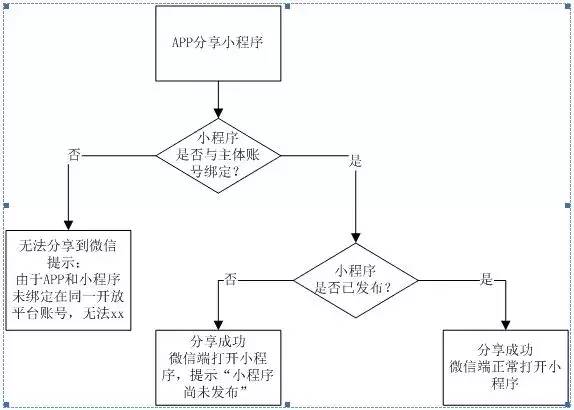 APP分享小程序
小程序
是否与主体账
号绑定?
否
是
无法分享到微信
提示:
由于APP和小程序
未绑定在同一开放
平台账号，无法xx
小程序
是否已发布?
否
是
分享成功
微信端打开小程
序，提示“小程序
尚未发布”
分享成功
微信端正常打开小
程序